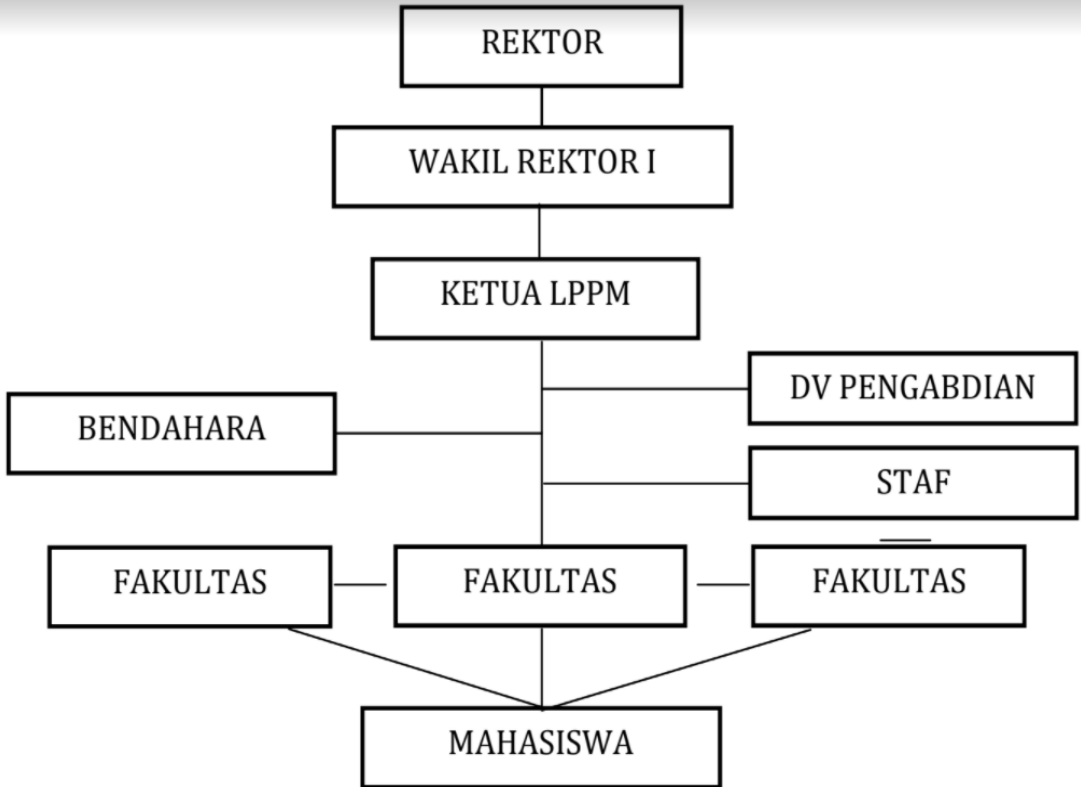 REKTOR
WAKIL REKTOR I
KETUA LPPM
DV PENGABDIAN
BENDAHARA
STAF
FAKULTAS
FAKULTAS
FAKULTAS
MAHASISWA